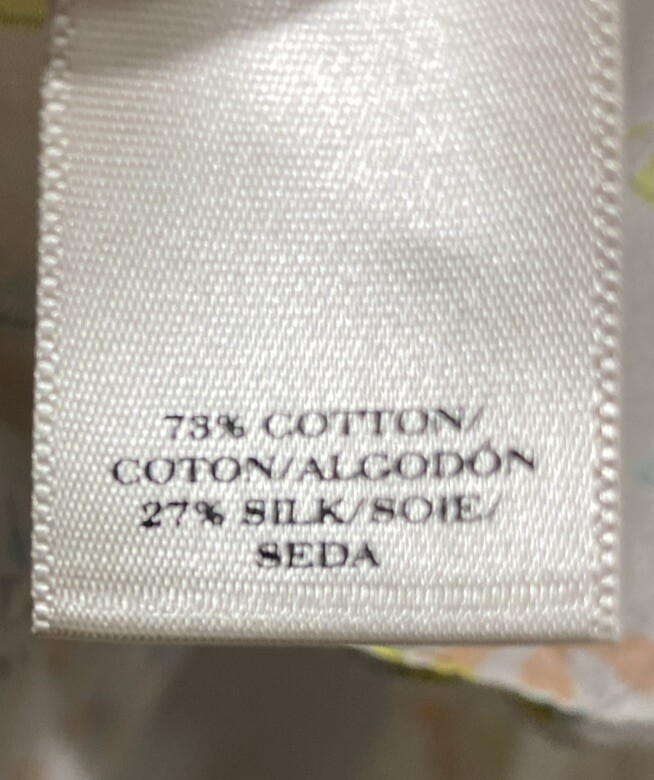 73% COTTON/
COTON/ALGODÓN
27% SILK/SOIE/
SEDA